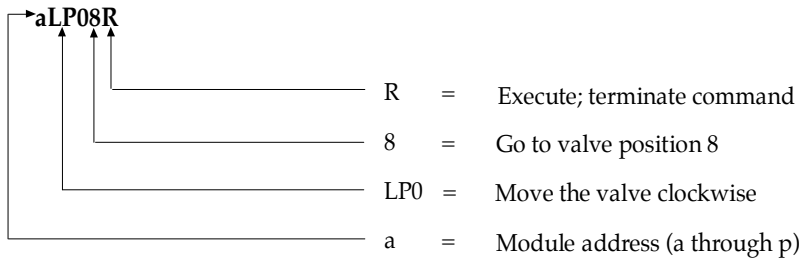 aLP08R
R = Execute; terminate command
8 = Go to valve position 8
LP0 = Move the valve clockwise
a = Module address (a through p)